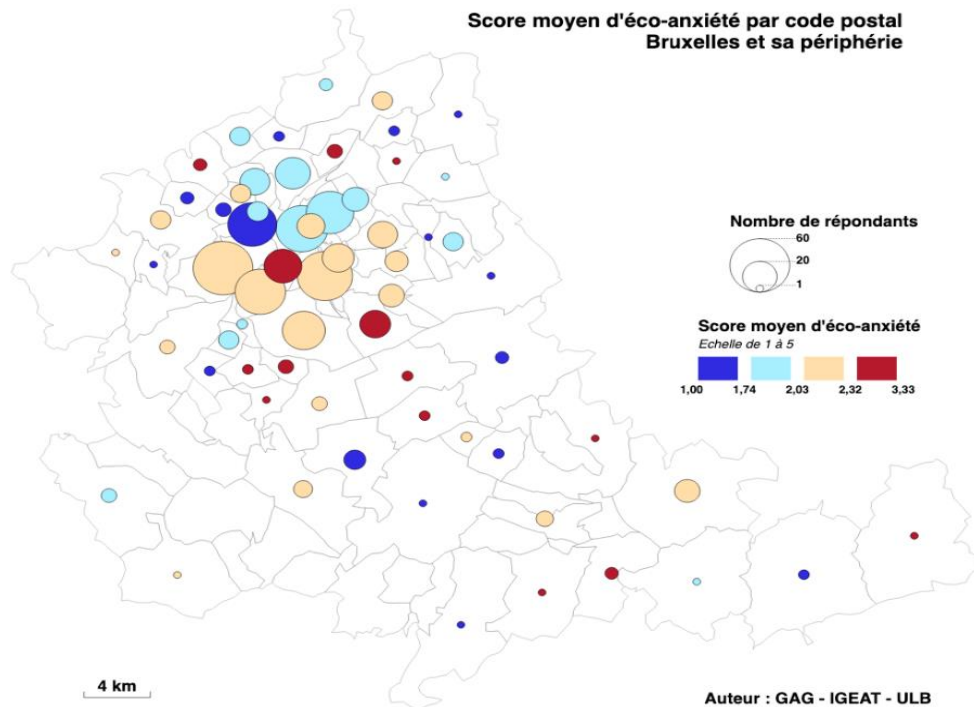 Score moyen d'éco-anxiété par code postal
Bruxelles et sa périphérie
Nombre de répondants
60
20
1
Score moyen d'éco-anxiété
Echelle de 1 à 5
1,00 1,74 2,03 2,32 3,33
4 km
Auteur : GAG - IGEAT - ULB